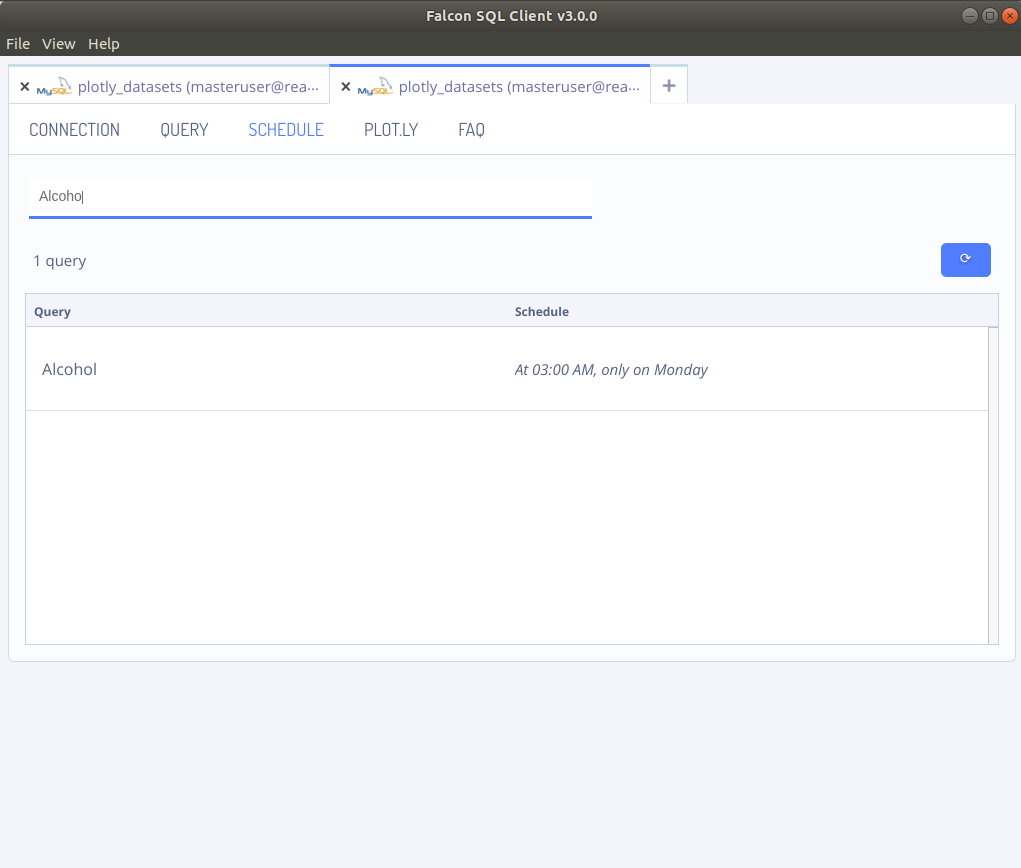 Falcon SQL Client v3.0.0
File View Help
× MySQL plotly_datasets (masteruser@rea... × MySQL plotly_datasets (masteruser@rea... +
CONNECTION QUERY SCHEDULE PLOT.LY FAQ
Alcoho
1 query
Query Schedule
Alcohol At 03:00 AM, only on Monday